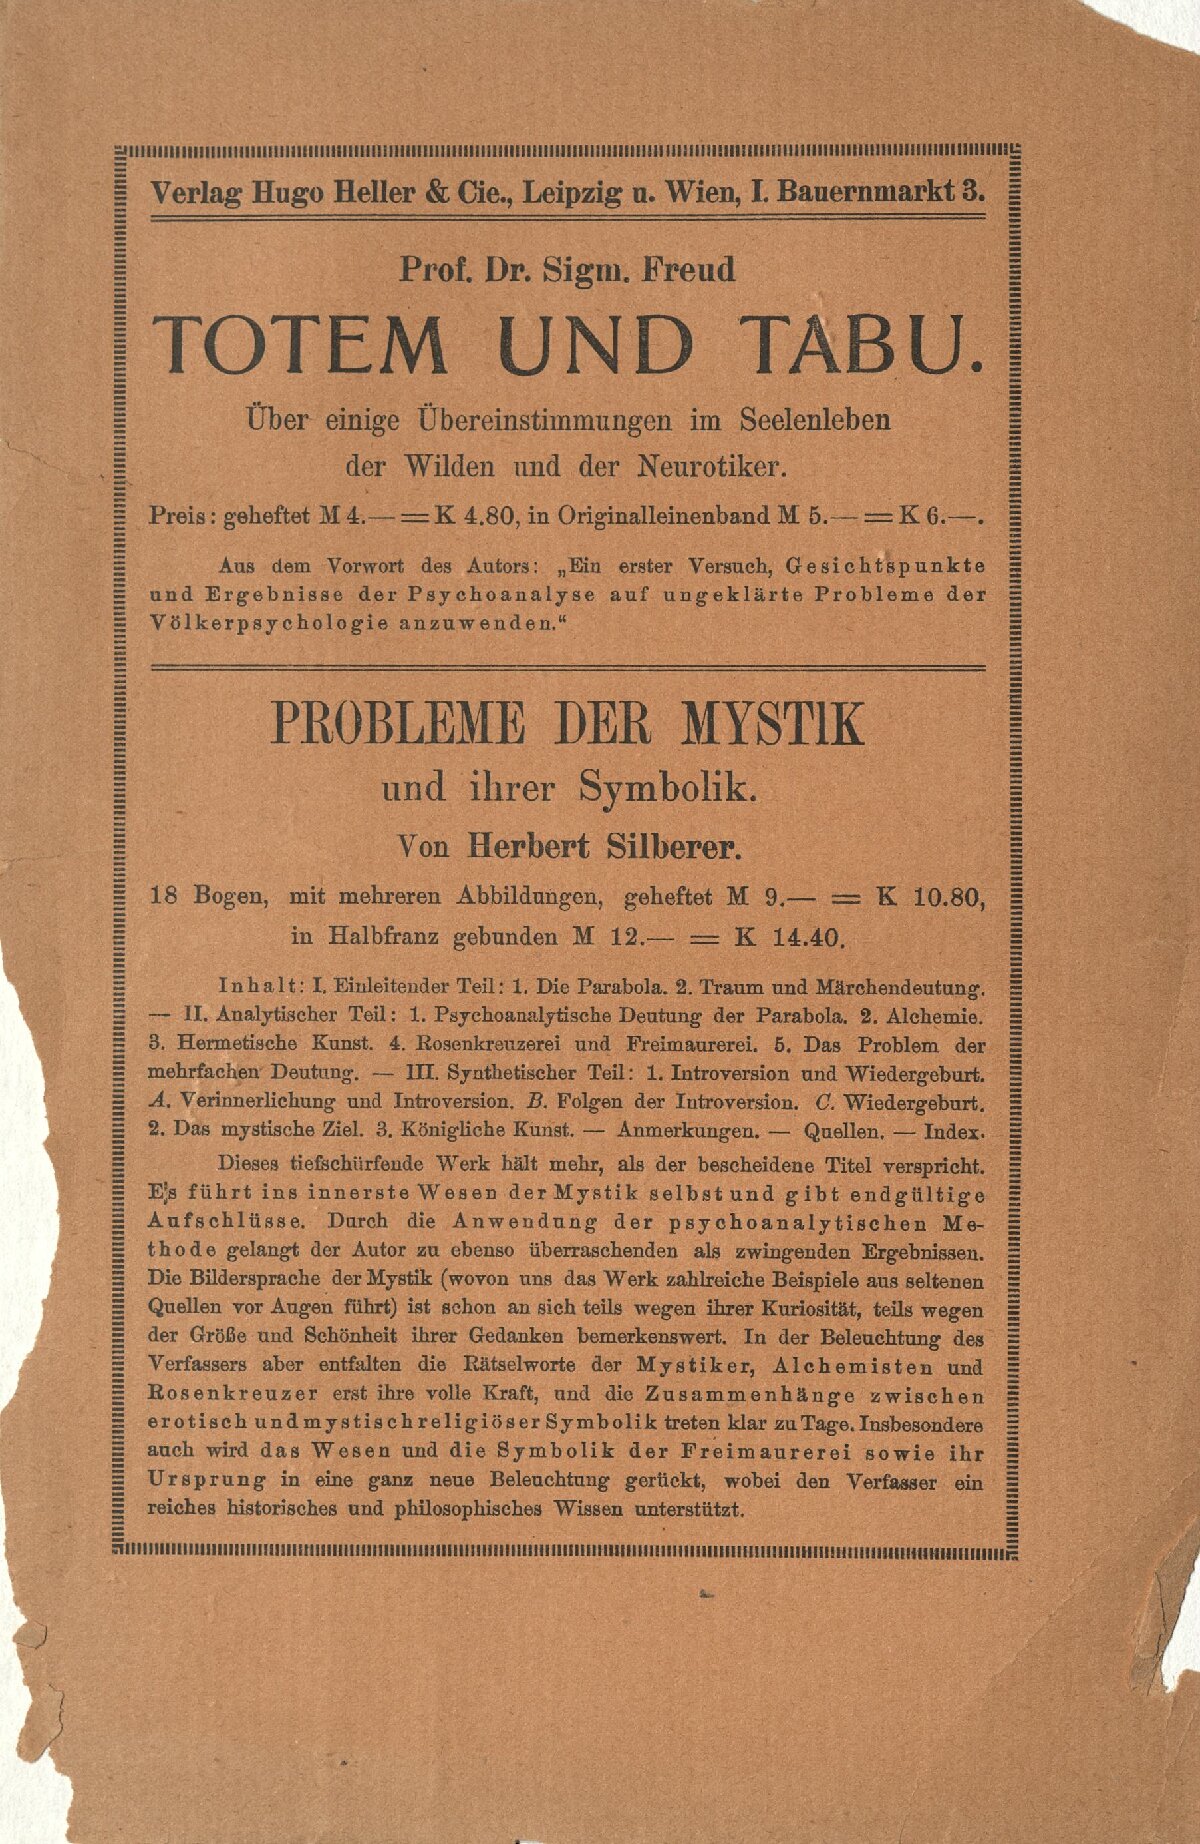 Verlag Hugo Heller & Cie., Leipzig u. Wien, I. Bauernmarkt 3.
Prof. Dr. Sigm. Freud
TOTEM UND TABU.
Über einige Übereinstimmungen im Seelenleben
der Wilden und der Neurotiker.
Preis: geheftet M 4.— = K 4.80, in Originalleinenband M 5.— = K 6.—.
Aus dem Vorwort des Autors: „Ein erster Versuch, Gesichtspunkte
und Ergebnisse der Psychoanalyse auf ungeklärte Probleme der
Völkerpsychologie anzuwenden.“
PROBLEME DER MYSTIK
und ihrer Symbolik.
Von Herbert Silberer.
18 Bogen, mit mehreren Abbildungen, geheftet M 9.— = K 10.80,
in Halbfranz gebunden M 12.— = K 14.40.
Inhalt: I. Einleitender Teil: 1. Die Parabola. 2. Traum und Märchendeutung.
— II. Analytischer Teil: 1. Psychoanalytische Deutung der Parabola. 2. Alchemie.
3. Hermetische Kunst. 4. Rosenkreuzerei und Freimaurerei. 5. Das Problem der
mehrfachen Deutung. — III. Synthetischer Teil: 1. Introversion und Wiedergeburt.
A. Verinnerlichung und Introversion. B. Folgen der Introversion. C. Wiedergeburt.
2. Das mystische Ziel. 3. Königliche Kunst. — Anmerkungen. — Quellen. — Index.
Dieses tiefschürfende Werk hält mehr, als der bescheidene Titel verspricht.
Es führt ins innerste Wesen der Mystik selbst und gibt endgültige
Aufschlüsse. Durch die Anwendung der psychoanalytischen Me-
thode gelangt der Autor zu ebenso überraschenden als zwingenden Ergebnissen.
Die Bildersprache der Mystik (wovon uns das Werk zahlreiche Beispiele aus seltenen
Quellen vor Augen führt) ist schon an sich teils wegen ihrer Kuriosität, teils wegen
der Größe und Schönheit ihrer Gedanken bemerkenswert. In der Beleuchtung des
Verfassers aber entfalten die Rätselworte der Mystiker, Alchemisten und
Rosenkreuzer erst ihre volle Kraft, und die Zusammenhänge zwischen
erotisch und mystischreligiöser Symbolik treten klar zu Tage. Insbesondere
auch wird das Wesen und die Symbolik der Freimaurerei sowie ihr
Ursprung in eine ganz neue Beleuchtung gerückt, wobei den Verfasser ein
reiches historisches und philosophisches Wissen unterstützt.